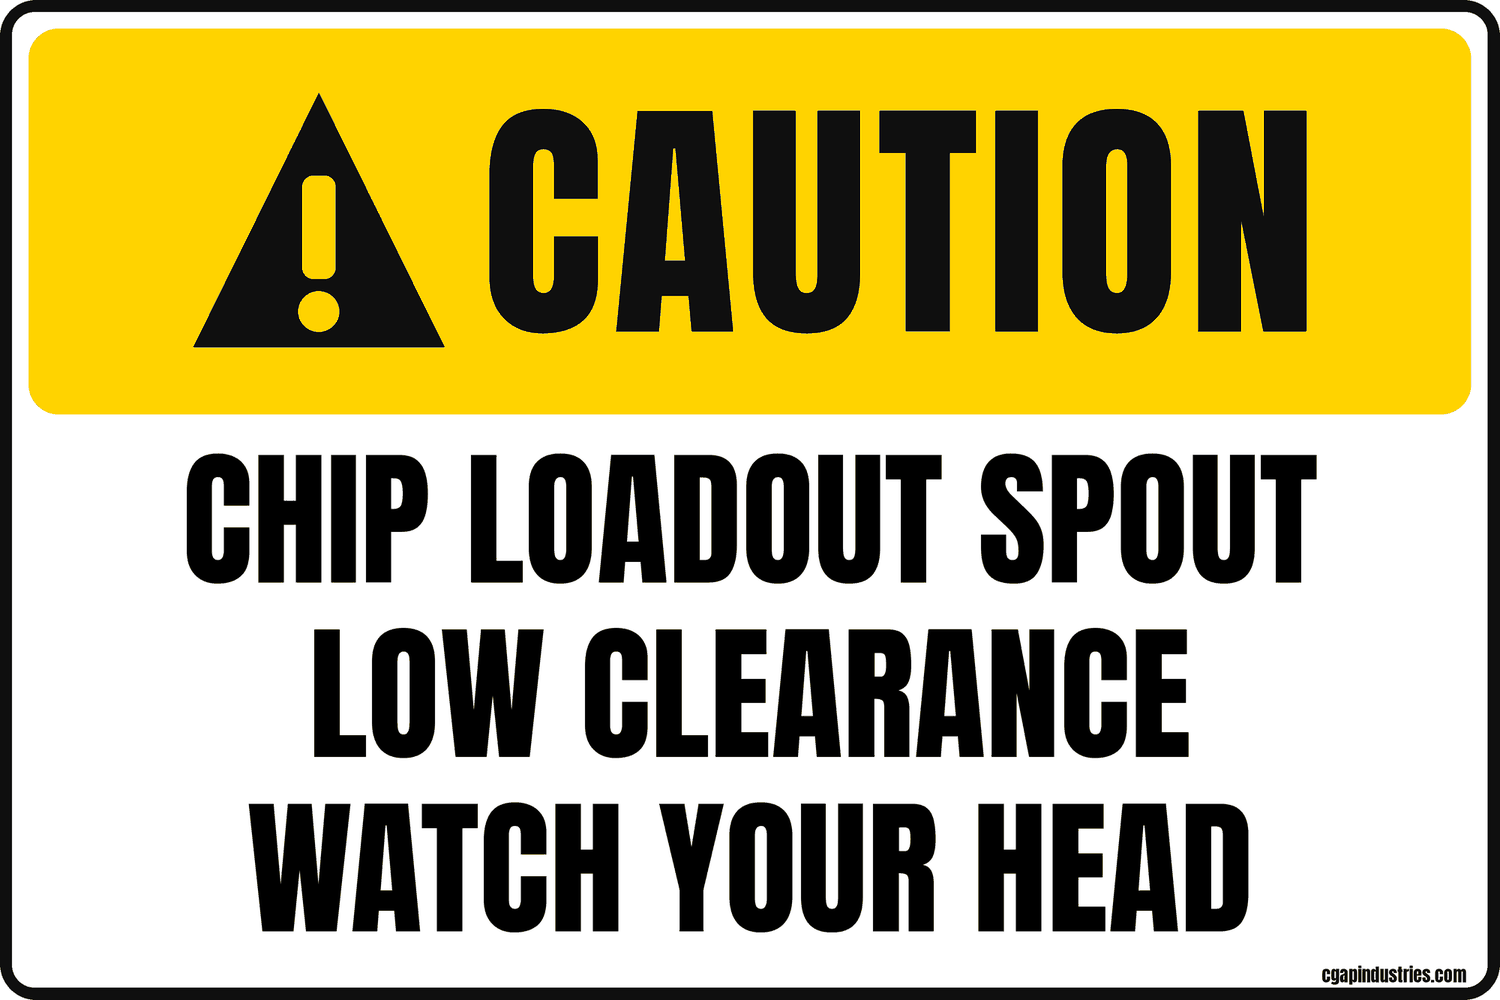 CAUTION
CHIP LOADOUT SPOUT
LOW CLEARANCE
WATCH YOUR HEAD
cgapindustries.com